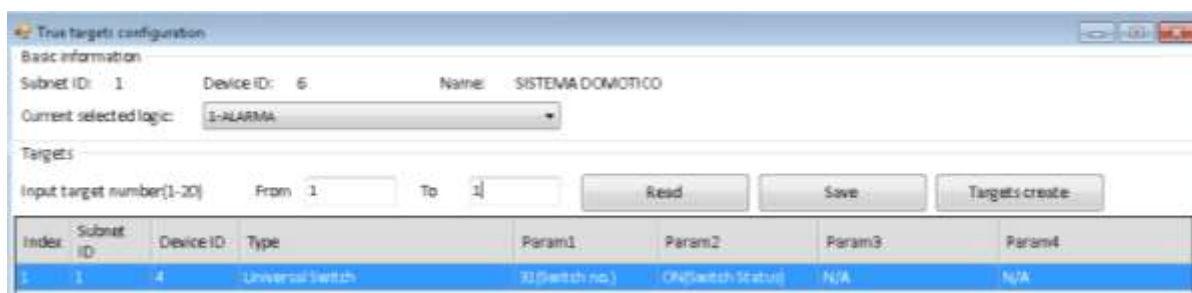 True targets configuration
Basic information
Subnet ID: 1 Device ID: 6 Name: SISTEMA DOMOTICO
Current selected logic: 1-ALARMA
Targets
Input target number(1-20) From 1 To 1 Read Save Targets create
Index Subnet ID Device ID Type Param1 Param2 Param3 Param4
1 1 4 Universal Switch (Switch no.) ON(Switch Status) N/A N/A